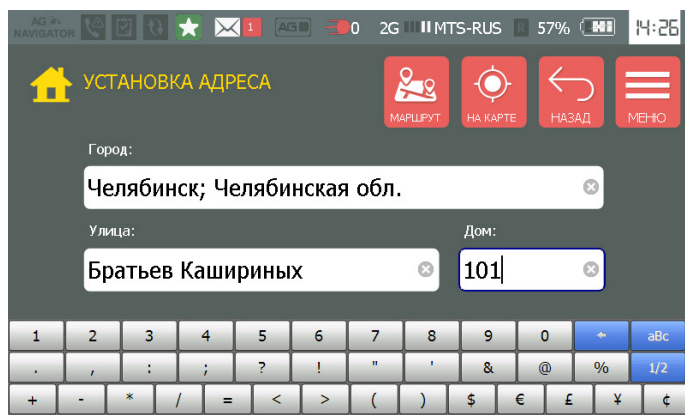 AG NAVIGATOR 1 AG 0 2G MTS-RUS R 57% 14:26
УСТАНОВКА АДРЕСА
МАРШРУТ НА КАРТЕ НАЗАД МЕНЮ
Город:
Челябинск; Челябинская обл.
Улица: Дом:
Братьев Кашириных 101
1 2 3 4 5 6 7 8 9 0 aBc
. , : ; ? ! " ' & @ % 1/2
+ - * / = < > ( ) $ € £ ¥ ¢